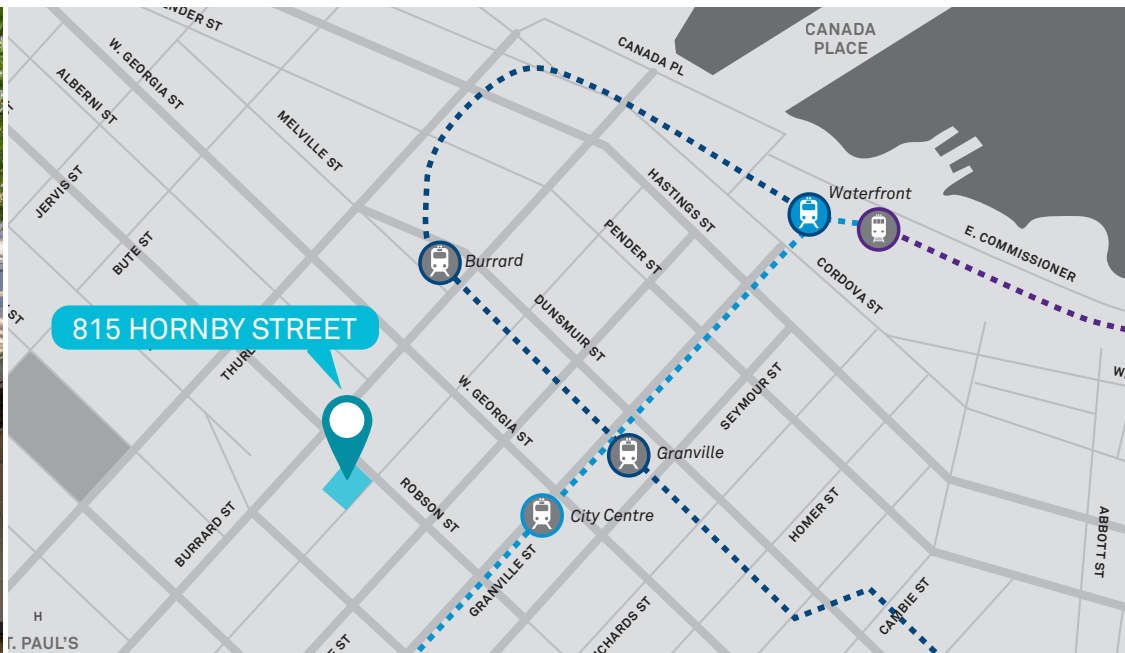 ENDER ST
CANADA
PLACE
CANADA PL
W. GEORGIA ST
ALBERNI ST
MELVILLE ST
JERVIS ST
HASTINGS ST
Waterfront
BUTE ST
PENDER ST
E. COMMISSIONER
Burrard
CORDOVA ST
ST
815 HORNBY STREET
DUNSMUIR ST
THUR
W.
W. GEORGIA ST
SEYMOUR ST
Granville
ROBSON ST
City Centre
HOMER ST
BURRARD ST
ABBOTT ST
GRANVILLE ST
CAMBIE ST
H
T. PAUL'S
E ST
ICHARDS ST